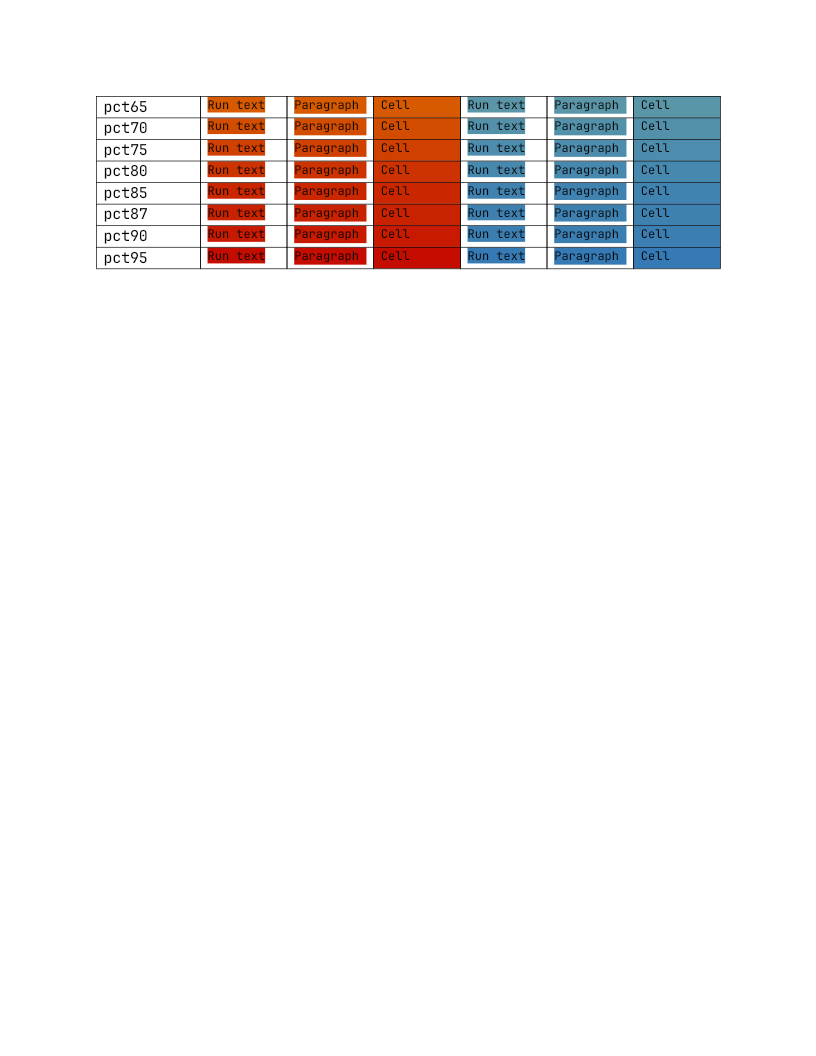 pct65 Run text Paragraph Cell Run text Paragraph Cell
pct70 Run text Paragraph Cell Run text Paragraph Cell
pct75 Run text Paragraph Cell Run text Paragraph Cell
pct80 Run text Paragraph Cell Run text Paragraph Cell
pct85 Run text Paragraph Cell Run text Paragraph Cell
pct87 Run text Paragraph Cell Run text Paragraph Cell
pct90 Run text Paragraph Cell Run text Paragraph Cell
pct95 Run text Paragraph Cell Run text Paragraph Cell